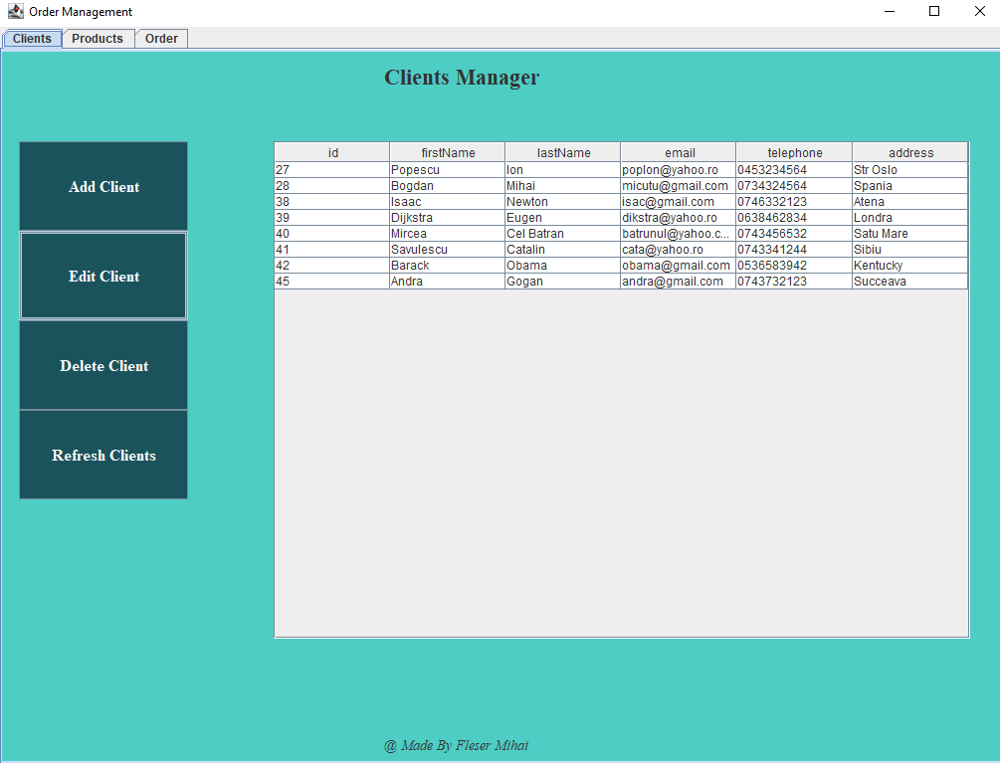 Order Management
Clients Products Order
Clients Manager
Add Client
Edit Client
Delete Client
Refresh Clients
id firstName lastName email telephone address
27 Popescu Ion poplon@yahoo.ro 0453234564 Str Oslo
28 Bogdan Mihai micutu@gmail.com 0734324564 Spania
38 Isaac Newton isac@gmail.com 0746332123 Atena
39 Dijkstra Eugen dikstra@yahoo.ro 0638462834 Londra
40 Mircea Cel Batran batrunul@yahoo.c... 0743456532 Satu Mare
41 Savulescu Catalin cata@yahoo.ro 0743341244 Sibiu
42 Barack Obama obama@gmail.com 0536583942 Kentucky
45 Andra Gogan andra@gmail.com 0743732123 Succeava
@ Made By Fleser Mihai